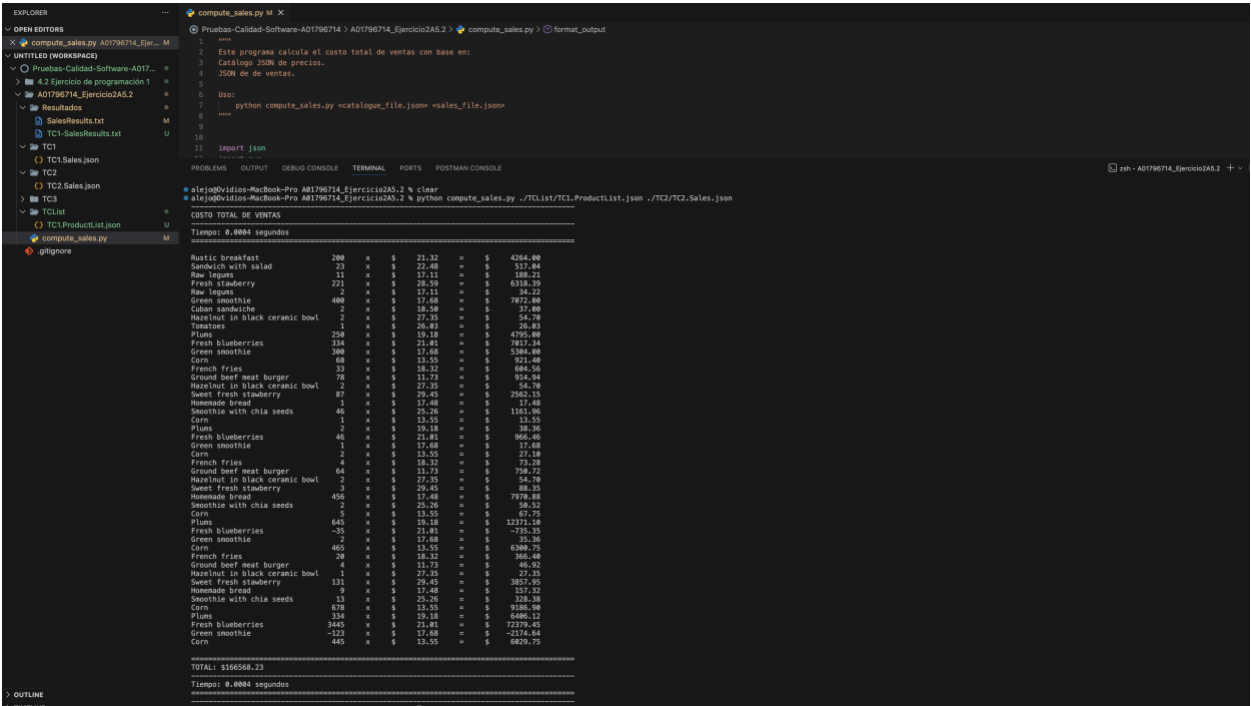 EXPLORER ...
OPEN EDITORS
compute_sales.py A01796714_Ejer... M
UNTITLED (WORKSPACE)
Pruebas-Calidad-Software-A017...
4.2 Ejercicio de programación 1
A01796714_Ejercicio2A5.2
Resultados
SalesResults.txt M
TC1-SalesResults.txt U
TC1
TC1.Sales.json
TC2
TC2.Sales.json
TC3
TCList
TC1.ProductList.json U
compute_sales.py M
.gitignore
OUTLINE
compute_sales.py M X
Pruebas-Calidad-Software-A01796714 > A01796714_Ejercicio2A5.2 > compute_sales.py > format_output
1 """
2 Este programa calcula el costo total de ventas con base en:
3 Catálogo JSON de precios.
4 JSON de de ventas.
5
6 Uso:
7 python compute_sales.py <catalogue_file.json> <sales_file.json>
8 """
9
10
11 import json
PROBLEMS OUTPUT DEBUG CONSOLE TERMINAL PORTS POSTMAN CONSOLE
zsh - A01796714_Ejercicio2A5.2
alejo@Ovidios-MacBook-Pro A01796714_Ejercicio2A5.2 % clear
alejo@Ovidios-MacBook-Pro A01796714_Ejercicio2A5.2 % python compute_sales.py ./TCList/TC1.ProductList.json ./TC2/TC2.Sales.json
COSTO TOTAL DE VENTAS
Tiempo: 0.0004 segundos
Rustic breakfast 200 x $ 21.32 = $ 4264.00
Sandwich with salad 23 x $ 22.48 = $ 517.04
Raw legums 11 x $ 17.11 = $ 188.21
Fresh stawberry 221 x $ 28.59 = $ 6318.39
Raw legums 2 x $ 17.11 = $ 34.22
Green smoothie 400 x $ 17.68 = $ 7072.00
Cuban sandwiche 2 x $ 18.50 = $ 37.00
Hazelnut in black ceramic bowl 2 x $ 27.35 = $ 54.70
Tomatoes 1 x $ 26.03 = $ 26.03
Plums 250 x $ 19.18 = $ 4795.00
Fresh blueberries 334 x $ 21.01 = $ 7017.34
Green smoothie 300 x $ 17.68 = $ 5304.00
Corn 68 x $ 13.55 = $ 921.40
French fries 33 x $ 18.32 = $ 604.56
Ground beef meat burger 78 x $ 11.73 = $ 914.94
Hazelnut in black ceramic bowl 2 x $ 27.35 = $ 54.70
Sweet fresh stawberry 87 x $ 29.45 = $ 2562.15
Homemade bread 1 x $ 17.48 = $ 17.48
Smoothie with chia seeds 46 x $ 25.26 = $ 1161.96
Corn 1 x $ 13.55 = $ 13.55
Plums 2 x $ 19.18 = $ 38.36
Fresh blueberries 46 x $ 21.01 = $ 966.46
Green smoothie 1 x $ 17.68 = $ 17.68
Corn 2 x $ 13.55 = $ 27.10
French fries 4 x $ 18.32 = $ 73.28
Ground beef meat burger 64 x $ 11.73 = $ 750.72
Hazelnut in black ceramic bowl 2 x $ 27.35 = $ 54.70
Sweet fresh stawberry 3 x $ 29.45 = $ 88.35
Homemade bread 456 x $ 17.48 = $ 7970.88
Smoothie with chia seeds 2 x $ 25.26 = $ 50.52
Corn 5 x $ 13.55 = $ 67.75
Plums 645 x $ 19.18 = $ 12371.10
Fresh blueberries -35 x $ 21.01 = $ -735.35
Green smoothie 2 x $ 17.68 = $ 35.36
Corn 465 x $ 13.55 = $ 6300.75
French fries 20 x $ 18.32 = $ 366.40
Ground beef meat burger 4 x $ 11.73 = $ 46.92
Hazelnut in black ceramic bowl 1 x $ 27.35 = $ 27.35
Sweet fresh stawberry 131 x $ 29.45 = $ 3857.95
Homemade bread 9 x $ 17.48 = $ 157.32
Smoothie with chia seeds 13 x $ 25.26 = $ 328.38
Corn 678 x $ 13.55 = $ 9186.90
Plums 334 x $ 19.18 = $ 6406.12
Fresh blueberries 3445 x $ 21.01 = $ 72379.45
Green smoothie -123 x $ 17.68 = $ -2174.64
Corn 445 x $ 13.55 = $ 6029.75
TOTAL: $166568.23
Tiempo: 0.0004 segundos